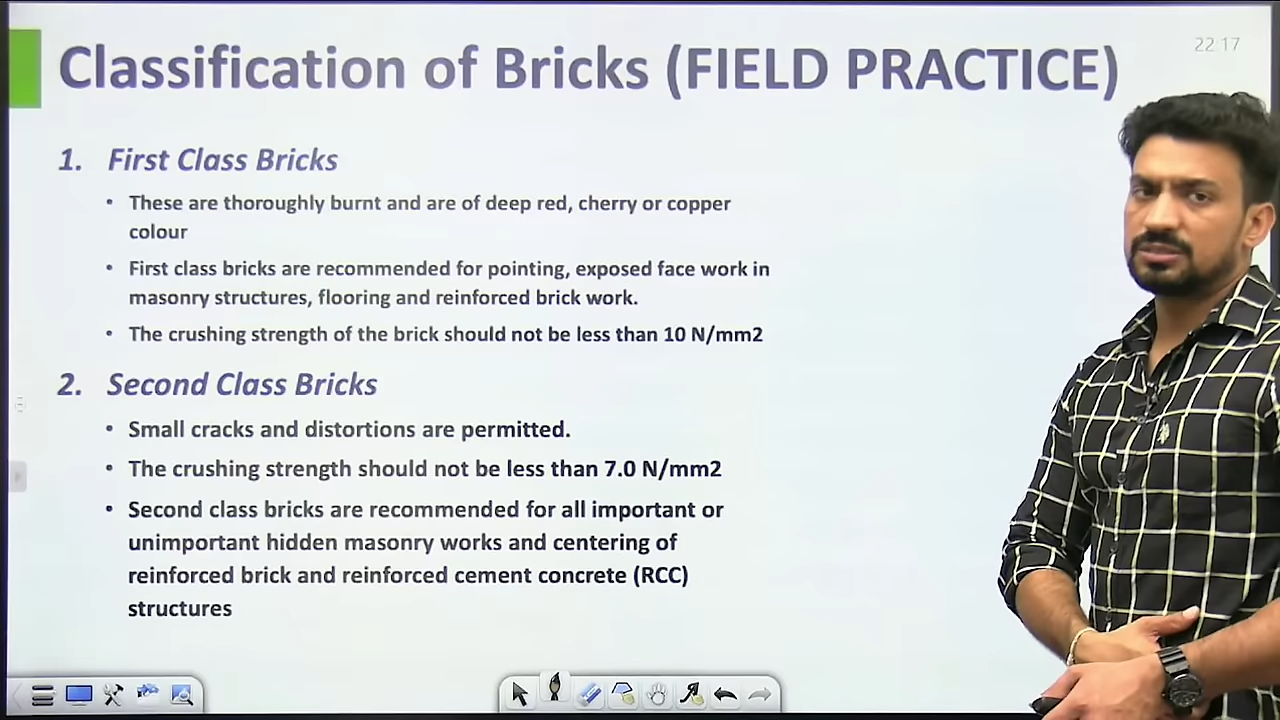 Classification of Bricks (FIELD PRACTICE)
22:17
1. First Class Bricks
• These are thoroughly burnt and are of deep red, cherry or copper
colour
• First class bricks are recommended for pointing, exposed face work in
masonry structures, flooring and reinforced brick work.
• The crushing strength of the brick should not be less than 10 N/mm2
2. Second Class Bricks
• Small cracks and distortions are permitted.
• The crushing strength should not be less than 7.0 N/mm2
• Second class bricks are recommended for all important or
unimportant hidden masonry works and centering of
reinforced brick and reinforced cement concrete (RCC)
structures